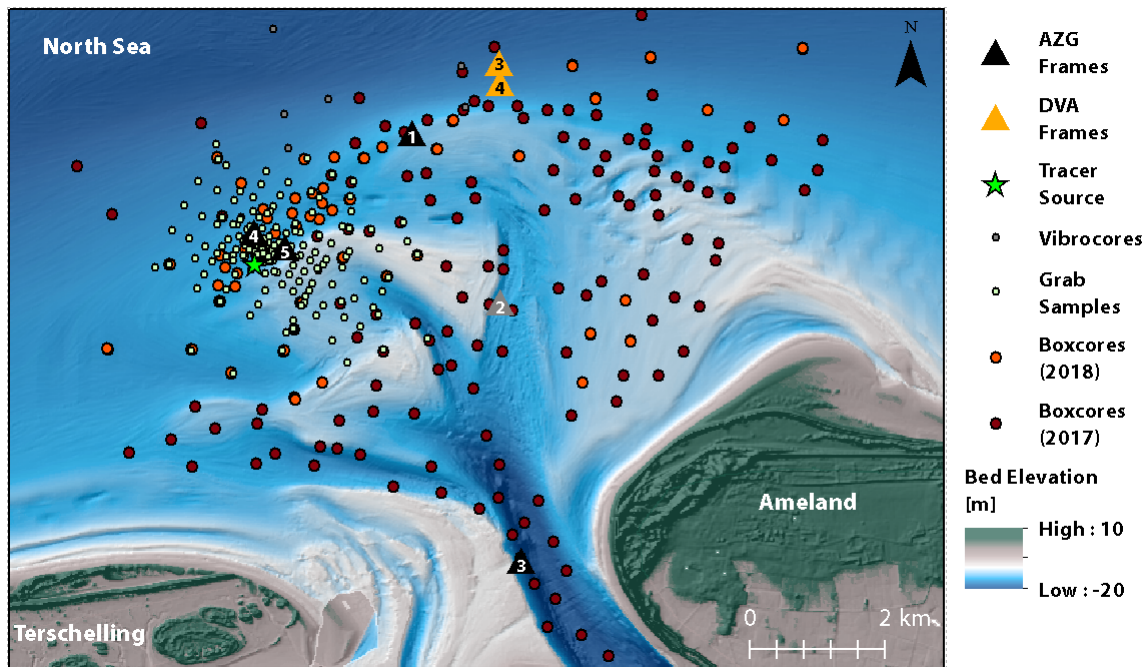 North Sea
N
3
4
1
4
5
2
3
Ameland
Terschelling
0
2 km
AZG
Frames
DVA
Frames
Tracer
Source
Vibrocores
Grab
Samples
Boxcores
(2018)
Boxcores
(2017)
Bed Elevation
[m]
High : 10
Low : -20